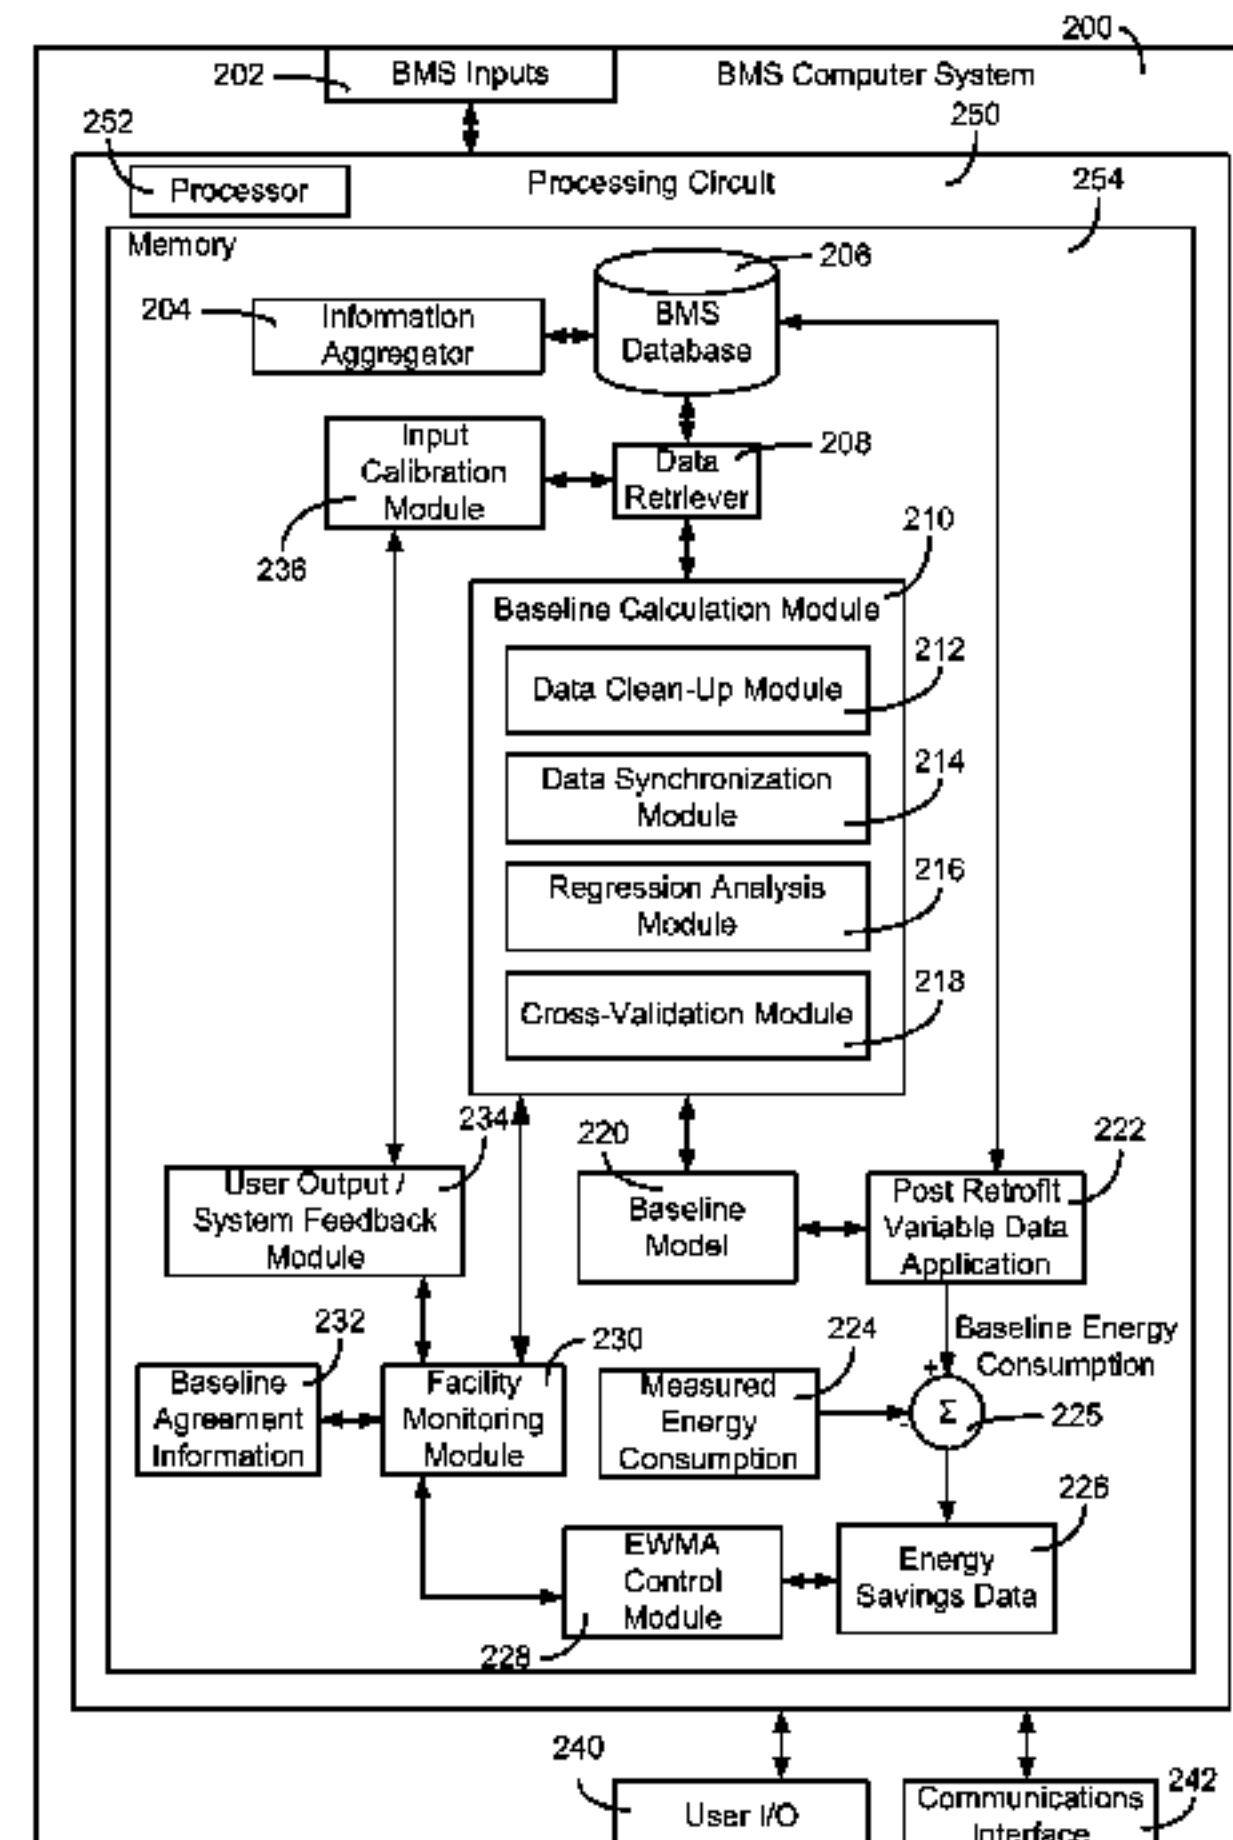 200
202
BMS Inputs
BMS Computer System
252
250
Processor
Processing Circuit
254
Memory
206
204
Information
Aggregator
BMS
Database
Input
Calibration
Module
208
Data
Retriever
236
210
Baseline Calculation Module
212
Data Clean-Up Module
214
Data Synchronization
Module
216
Regression Analysis
Module
218
Cross-Validation Module
234
220
222
User Output /
System Feedback
Module
Baseline
Model
Post Retrofit
Variable Data
Application
232
230
224
Baseline Energy
Consumption
Baseline
Agreement
Information
Facility
Monitoring
Module
Measured
Energy
Consumption
+
-
Σ
225
226
EWMA
Control
Module
Energy
Savings Data
228
240
User I/O
242
Communications
Interface